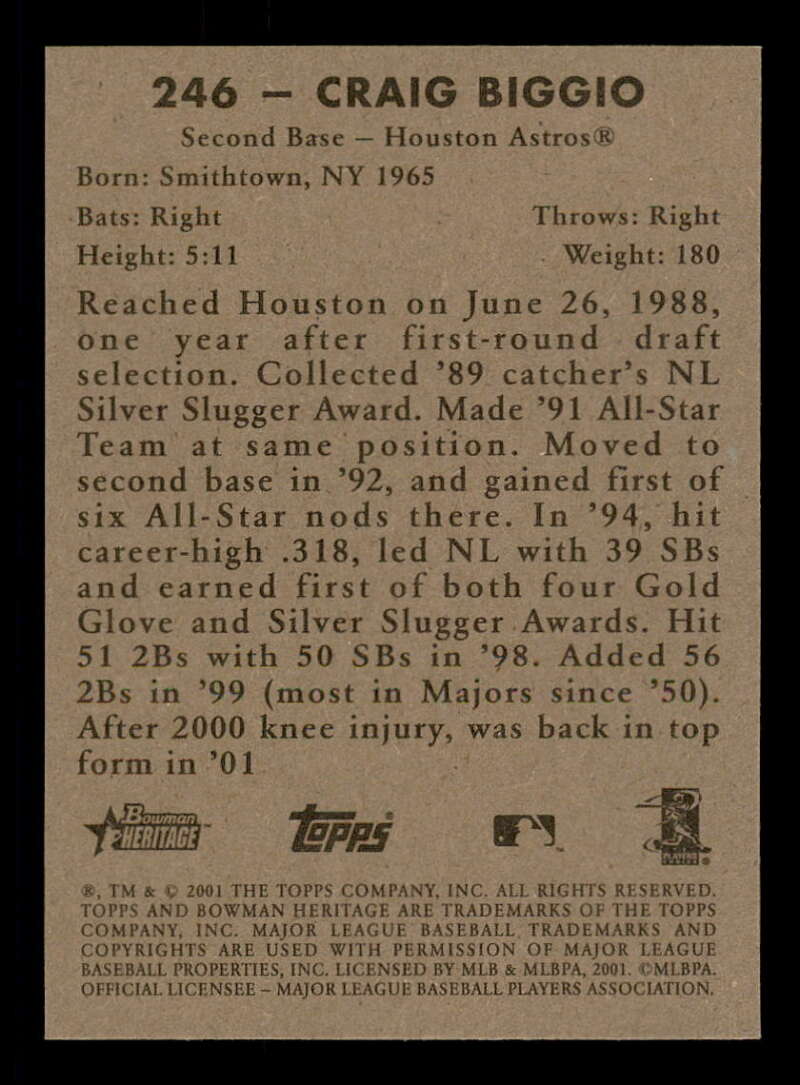 246 – CRAIG BIGGIO
Second Base – Houston Astros®
Born: Smithtown, NY 1965
Bats: Right Throws: Right
Height: 5:11 Weight: 180
Reached Houston on June 26, 1988,
one year after first-round draft
selection. Collected ’89 catcher’s NL
Silver Slugger Award. Made ’91 All-Star
Team at same position. Moved to
second base in ’92, and gained first of
six All-Star nods there. In ’94, hit
career-high .318, led NL with 39 SBs
and earned first of both four Gold
Glove and Silver Slugger Awards. Hit
51 2Bs with 50 SBs in ’98. Added 56
2Bs in ’99 (most in Majors since ’50).
After 2000 knee injury, was back in top
form in ’01
Bowman HERITAGE Topps
®, TM & © 2001 THE TOPPS COMPANY, INC. ALL RIGHTS RESERVED.
TOPPS AND BOWMAN HERITAGE ARE TRADEMARKS OF THE TOPPS
COMPANY, INC. MAJOR LEAGUE BASEBALL TRADEMARKS AND
COPYRIGHTS ARE USED WITH PERMISSION OF MAJOR LEAGUE
BASEBALL PROPERTIES, INC. LICENSED BY MLB & MLBPA, 2001. ©MLBPA.
OFFICIAL LICENSEE – MAJOR LEAGUE BASEBALL PLAYERS ASSOCIATION.